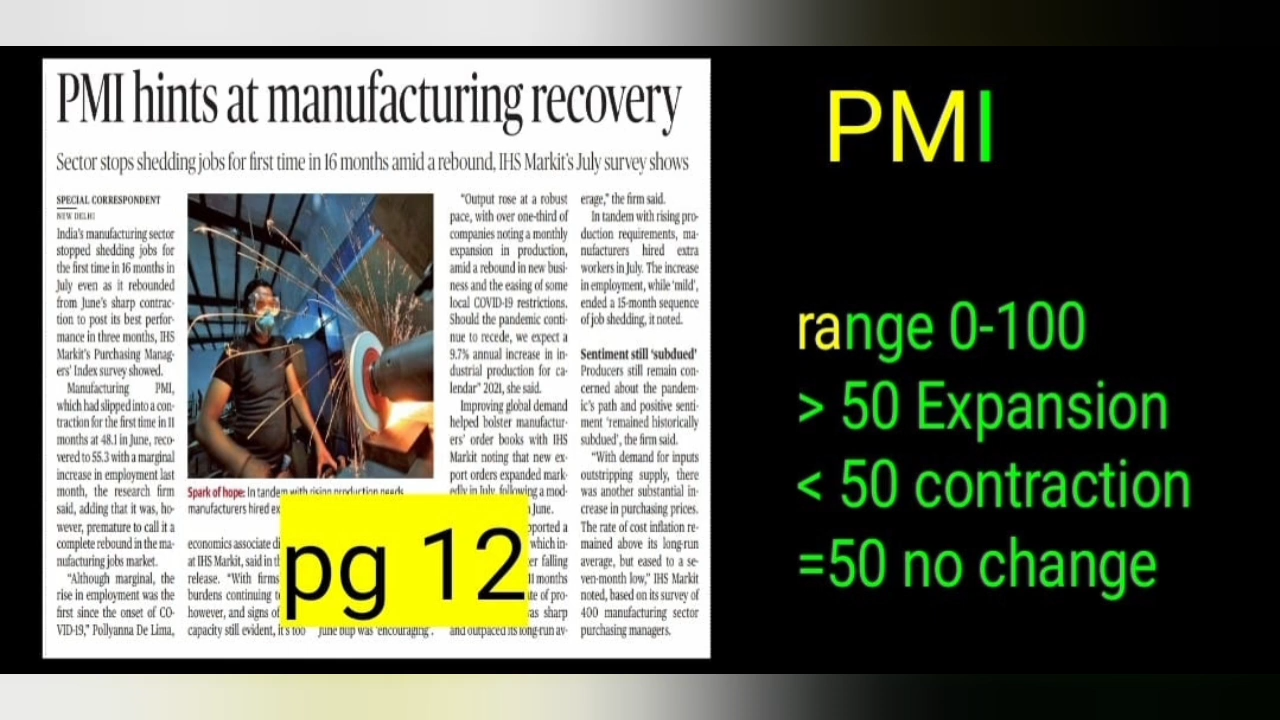 PMI hints at manufacturing recovery
Sector stops shedding jobs for first time in 16 months amid a rebound, IHS Markit's July survey shows
SPECIAL CORRESPONDENT
NEW DELHI
India's manufacturing sector
stopped shedding jobs for
the first time in 16 months in
July even as it rebounded
from June's sharp contrac-
tion to post its best perfor-
mance in three months, IHS
Markit's Purchasing Manag-
ers' Index survey showed.
Manufacturing PMI,
which had slipped into a con-
traction for the first time in 11
months at 48.1 in June, reco-
vered to 55.3 with a marginal
increase in employment last
month, the research firm
said, adding that it was, ho-
wever, premature to call it a
complete rebound in the ma-
nufacturing jobs market.
"Although marginal, the
rise in employment was the
first since the onset of CO-
VID-19," Pollyanna De Lima,
Spark of hope: In tandem with rising production needs,
manufacturers hired
economics associate
at IHS Markit, said in
release. "With firms
burdens continuing
however, and signs of
capacity still evident, it's too
June bup was 'encouraging'.
"Output rose at a robust
pace, with over one-third of
companies noting a monthly
expansion in production,
amid a rebound in new busi-
ness and the easing of some
local COVID-19 restrictions.
Should the pandemic conti-
nue to recede, we expect a
9.7% annual increase in in-
dustrial production for ca-
lendar" 2021, she said.
Improving global demand
helped bolster manufactur-
ers' order books with IHS
Markit noting that new ex-
port orders expanded mark-
edly in July, following a mod-
June.
which in-
falling
months
of pro-
as sharp
and outpaced its long-run av-
erage," the firm said.
In tandem with rising pro-
duction requirements, ma-
nufacturers hired extra
workers in July. The increase
in employment, while 'mild',
ended a 15-month sequence
of job shedding, it noted.
Sentiment still 'subdued'
Producers still remain con-
cerned about the pandem-
ic's path and positive senti-
ment 'remained historically
subdued', the firm said.
"With demand for inputs
outstripping supply, there
was another substantial in-
crease in purchasing prices.
The rate of cost inflation re-
mained above its long-run
average, but eased to a se-
ven-month low," IHS Markit
noted, based on its survey of
400 manufacturing sector
purchasing managers.
pg 12
PMI
range 0-100
> 50 Expansion
< 50 contraction
=50 no change